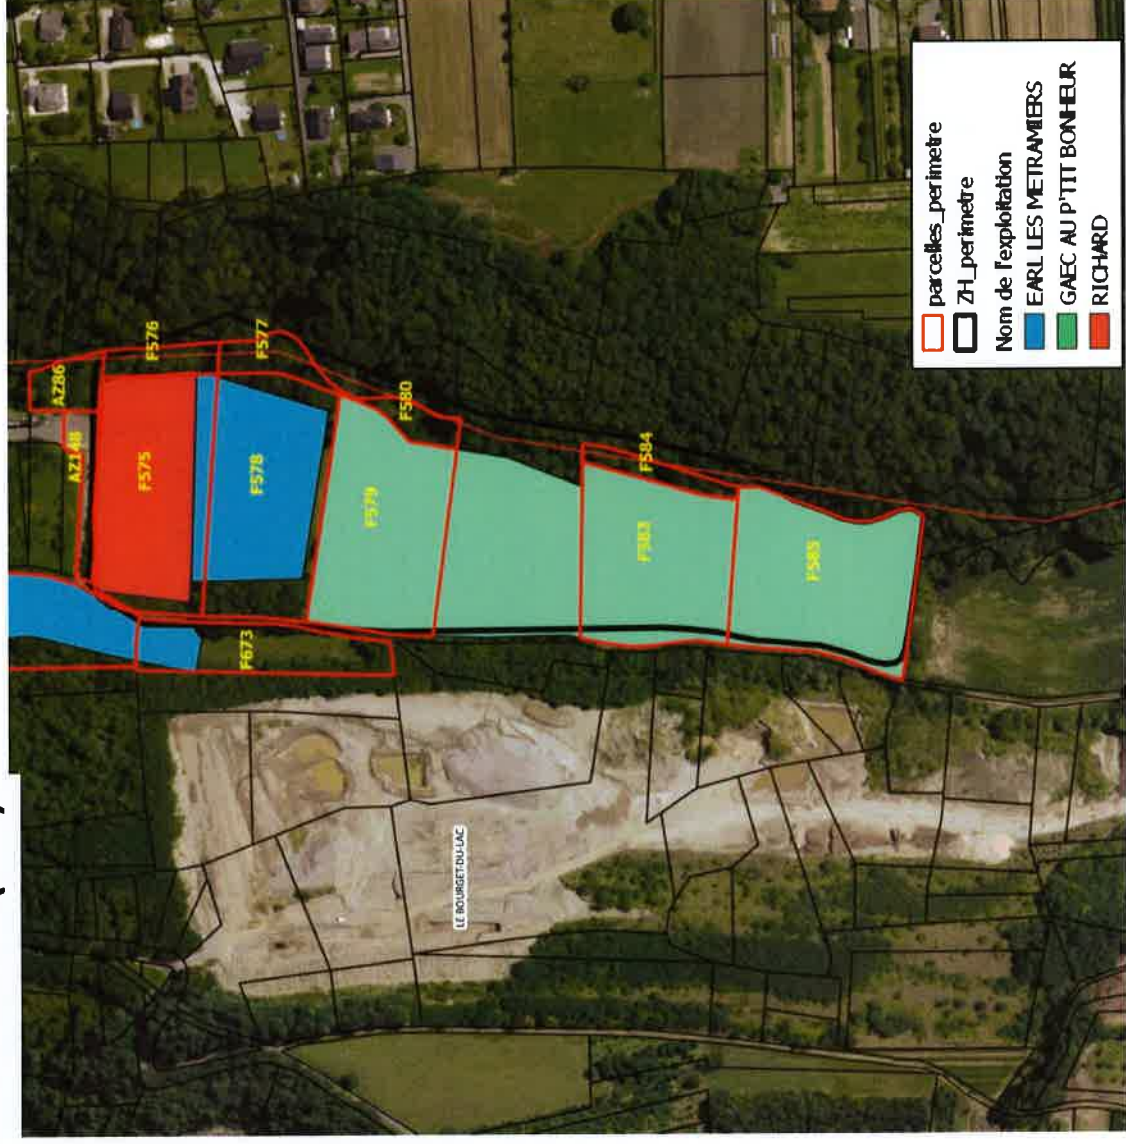 AZ86
F576
F577
AZ148
F575
F580
F578
F579
F584
F583
F585
F673
LE BOURGET-DU-LAC
parcelles_perimetre
ZH_perimetre
Nom de l'exploitation
EARL LES METRAMIERS
GAEC AU P'TIT BONHEUR
RICHARD